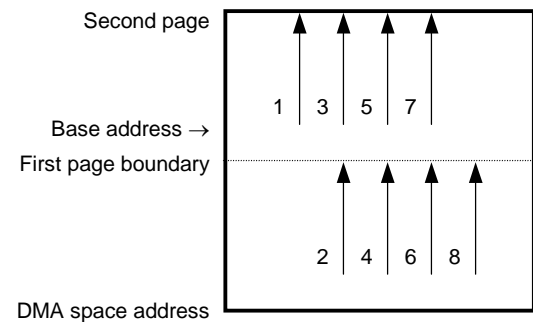 Second page
1 3 5 7
Base address →
First page boundary
2 4 6 8
DMA space address